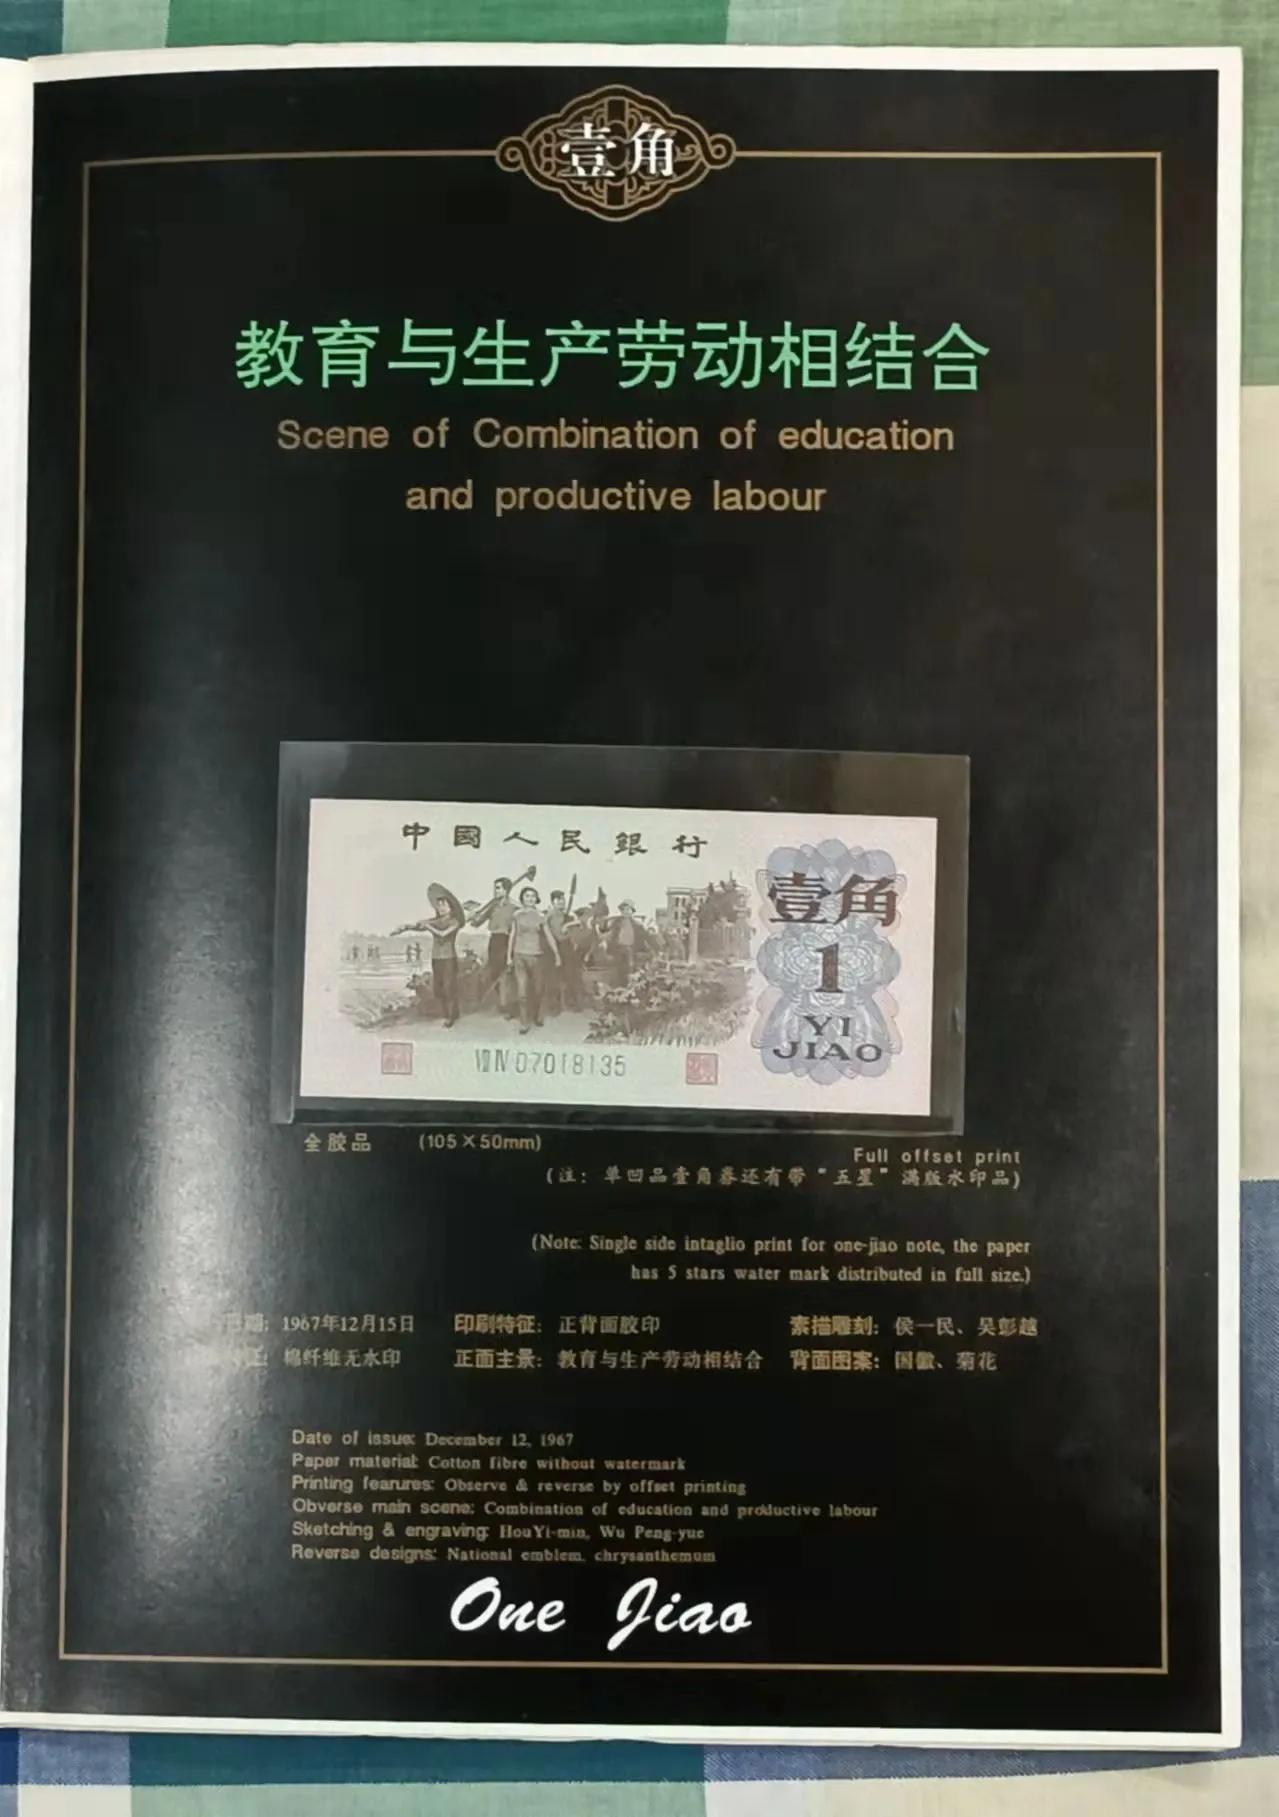 壹角
教育与生产劳动相结合
Scene of Combination of education
and productive labour
中國人民銀行
壹角
1
YI
JIAO
Ⅷ Ⅳ 07018135
全胶品 (105×50mm)
Full offset print
(注：单凹品壹角券还有带“五星”满版水印品)
(Note: Single side intaglio print for one-jiao note, the paper
has 5 stars water mark distributed in full size.)
期：1967年12月15日 印刷特征：正背面胶印 素描雕刻：侯一民、吴彭越
棉纤维无水印 正面主景：教育与生产劳动相结合 背面图案：国徽、菊花
Date of issue: December 12, 1967
Paper material: Cotton fibre without watermark
Printing fearures: Observe & reverse by offset printing
Obverse main scene: Combination of education and productive labour
Sketching & engraving: HouYi-min, Wu Peng-yue
Reverse designs: National emblem, chrysanthemum
One Jiao